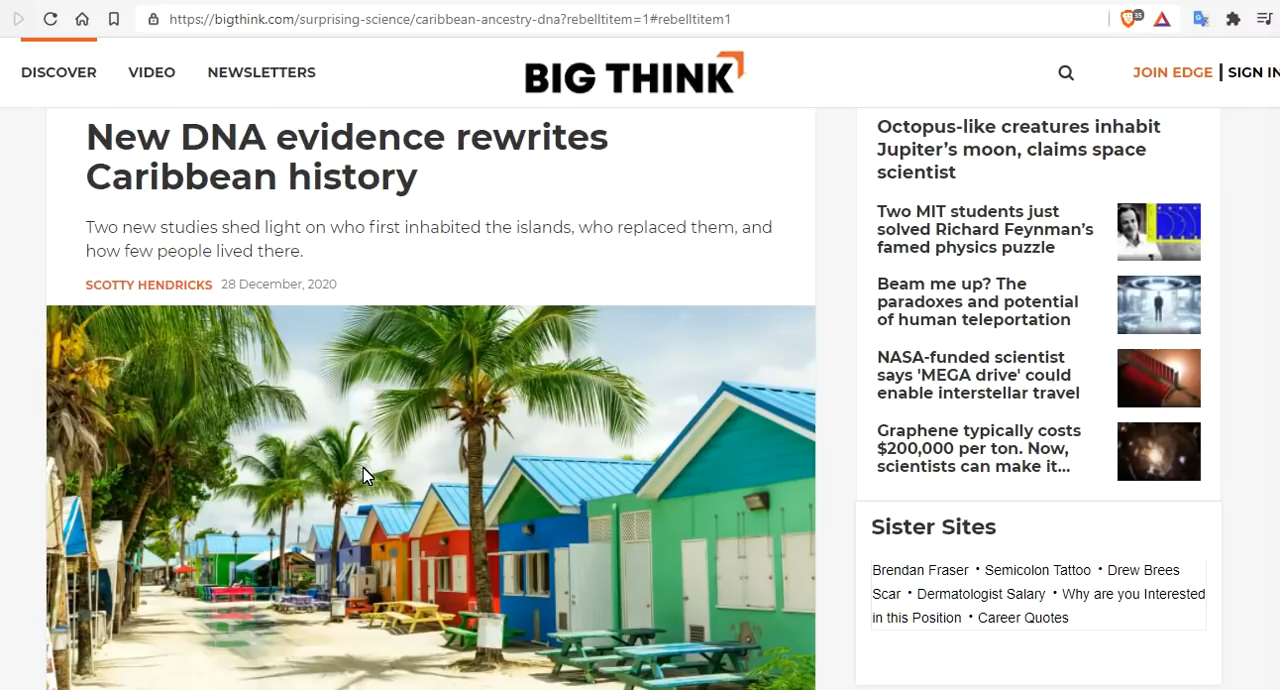 https://bigthink.com/surprising-science/caribbean-ancestry-dna?rebelltitem=1#rebelltitem1
35
DISCOVER VIDEO NEWSLETTERS
BIG THINK
JOIN EDGE | SIGN IN
New DNA evidence rewrites
Caribbean history
Two new studies shed light on who first inhabited the islands, who replaced them, and
how few people lived there.
SCOTTY HENDRICKS 28 December, 2020
Octopus-like creatures inhabit
Jupiter’s moon, claims space
scientist
Two MIT students just
solved Richard Feynman’s
famed physics puzzle
Beam me up? The
paradoxes and potential
of human teleportation
NASA-funded scientist
says 'MEGA drive' could
enable interstellar travel
Graphene typically costs
$200,000 per ton. Now,
scientists can make it...
Sister Sites
Brendan Fraser • Semicolon Tattoo • Drew Brees
Scar • Dermatologist Salary • Why are you Interested
in this Position • Career Quotes